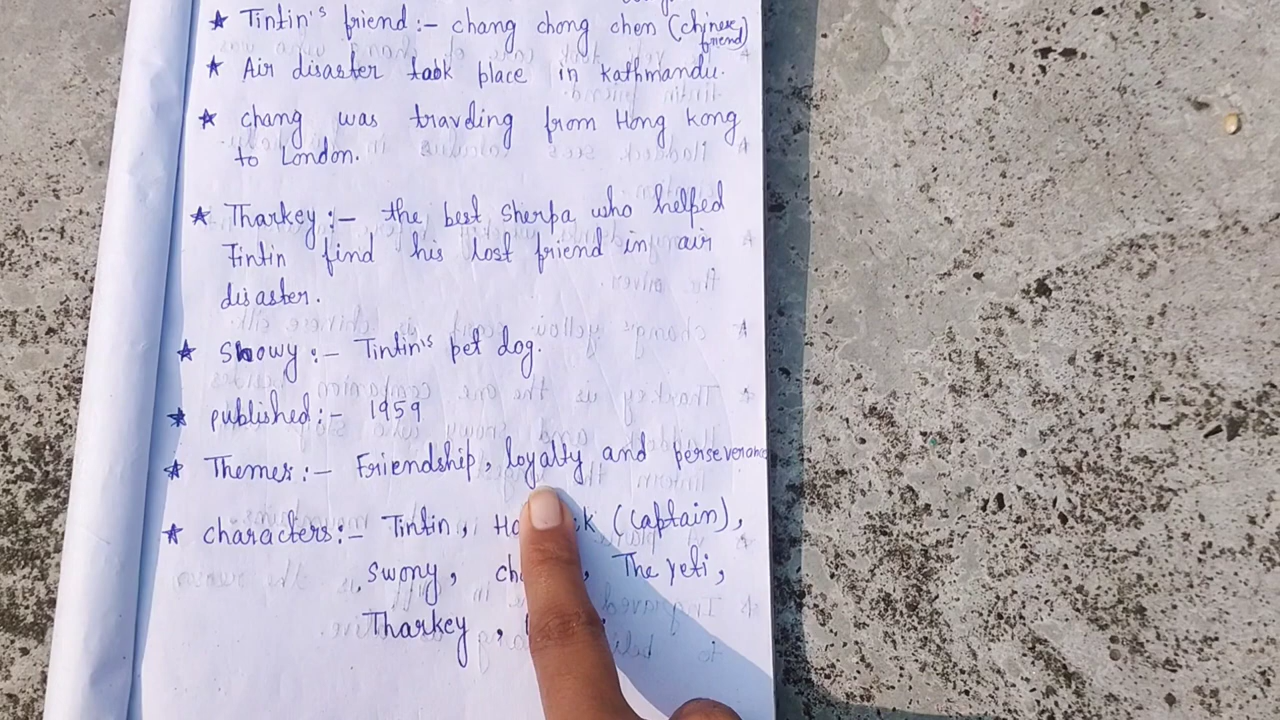 ★ Tintin's friend :- chang chong chen (chinese
friend)
★ Air disaster took place in Kathmandu.
★ chang was traveling from Hong Kong
to London.
★ Tharkey :- the best Sherpa who helped
Tintin find his lost friend in air
disaster.
★ Snowy :- Tintin's pet dog.
★ published :- 1959
★ Themes :- Friendship, loyalty and perseverance
★ characters :- Tintin, (captain),
Swony, The yeti,
Tharkey,